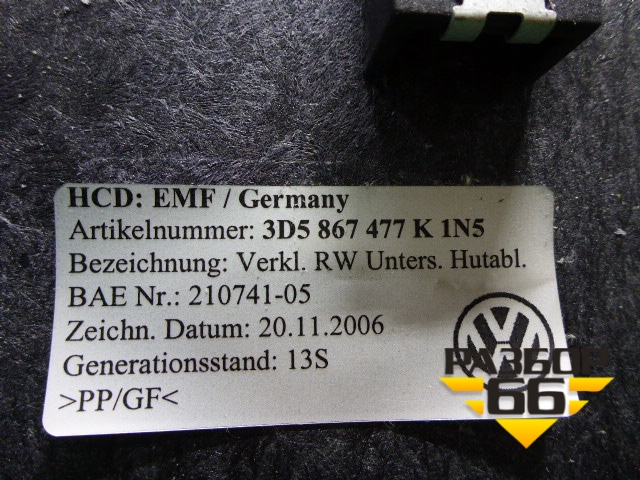 HCD: EMF / Germany
Artikelnummer: 3D5 867 477 K 1N5
Bezeichnung: Verkl. RW Unters. Hutabl.
BAE Nr.: 210741-05
Zeichn. Datum: 20.11.2006
Generationsstand: 13S
>PP/GF<
РАЗБОР
66